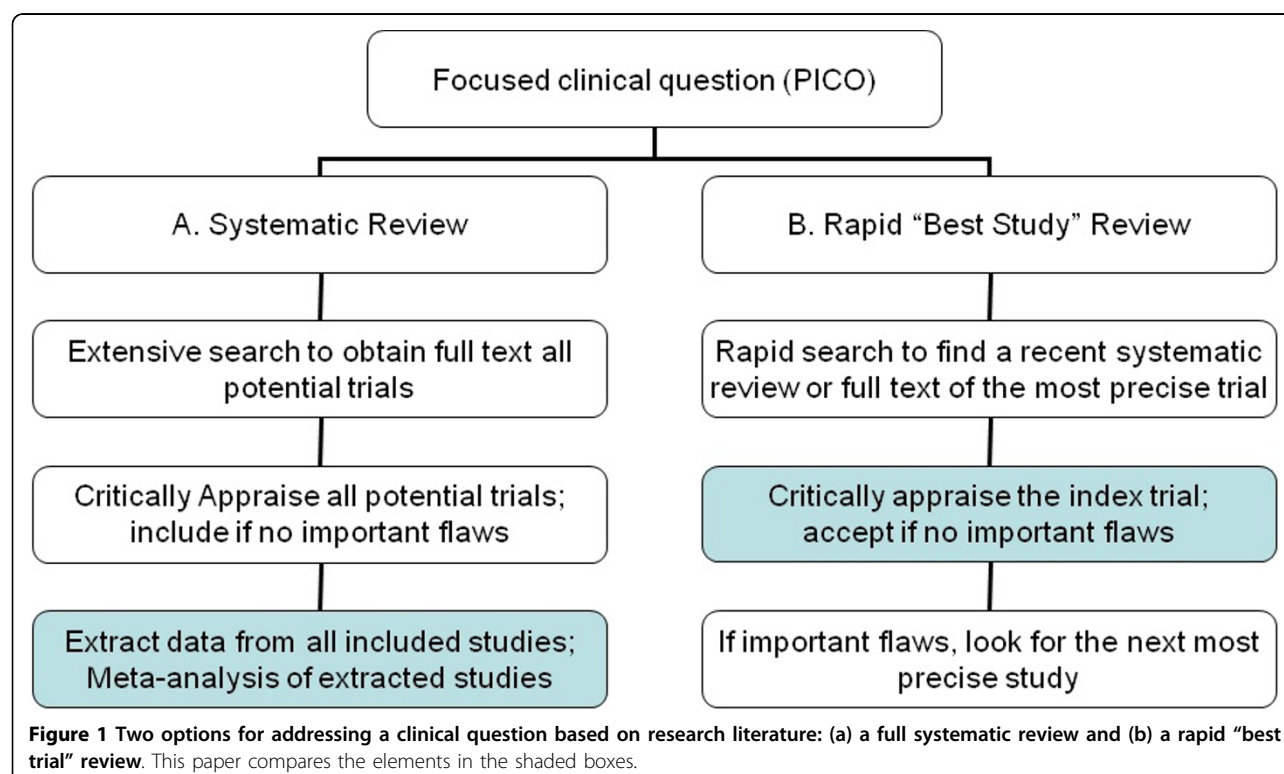 Focused clinical question (PICO)
A. Systematic Review
Extensive search to obtain full text all
potential trials
Critically Appraise all potential trials;
include if no important flaws
Extract data from all included studies;
Meta-analysis of extracted studies
B. Rapid “Best Study” Review
Rapid search to find a recent systematic
review or full text of the most precise trial
Critically appraise the index trial;
accept if no important flaws
If important flaws, look for the next most
precise study
Figure 1 Two options for addressing a clinical question based on research literature: (a) a full systematic review and (b) a rapid “best
trial” review. This paper compares the elements in the shaded boxes.